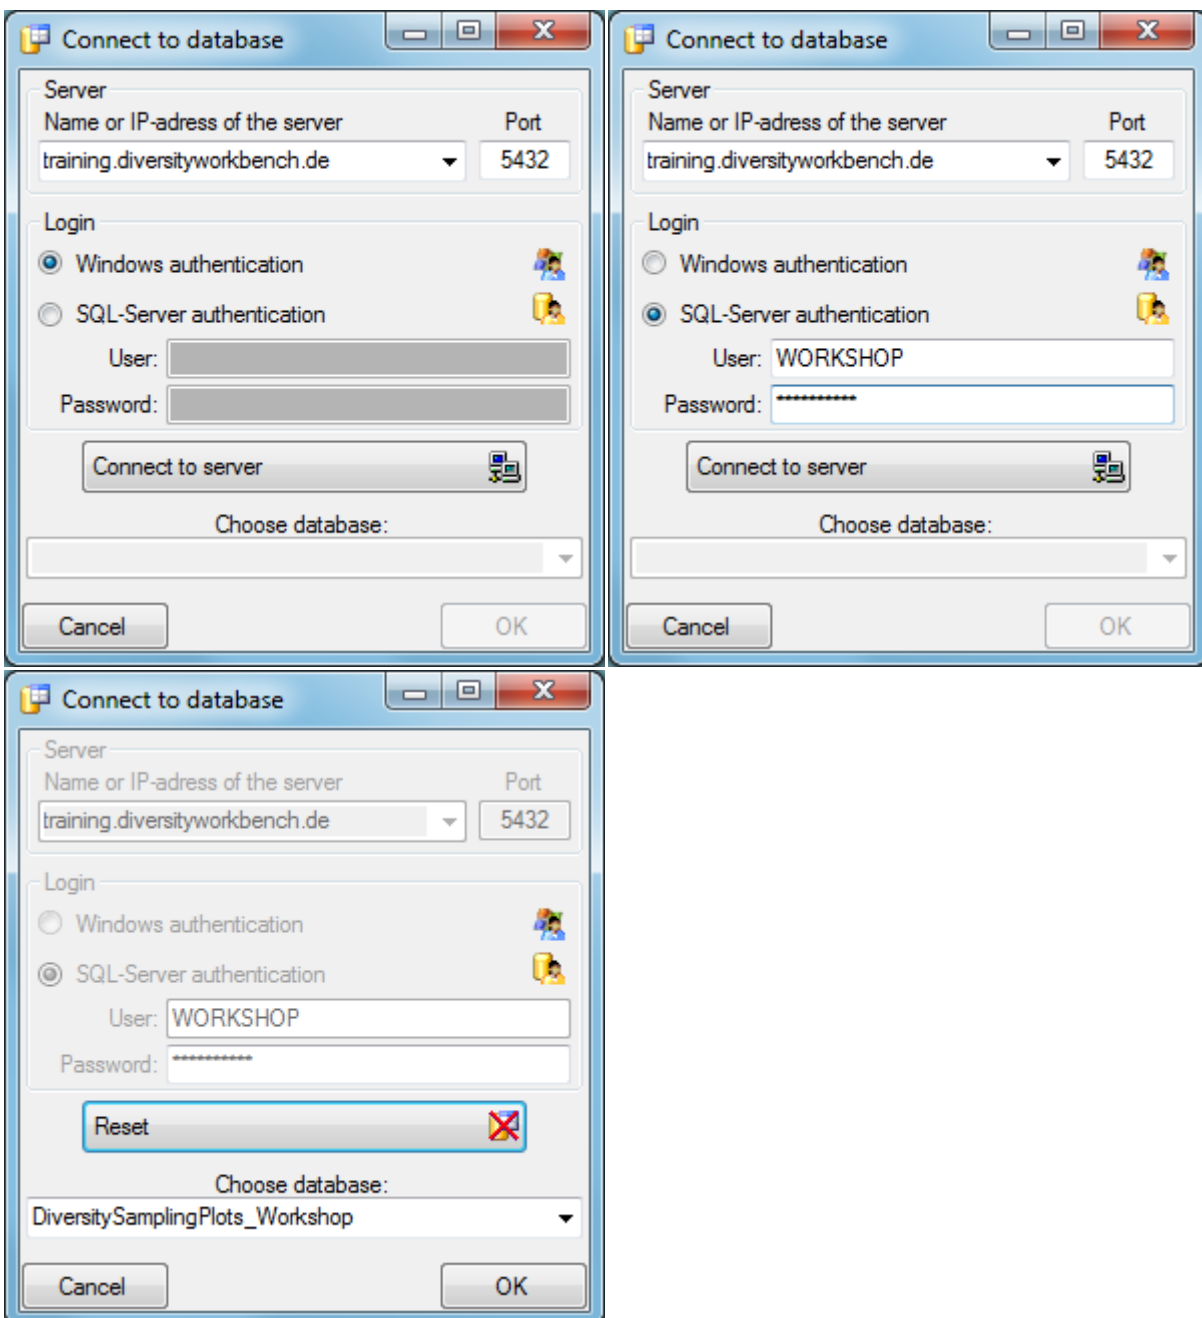 Connect to database
Server
Name or IP-adress of the server Port
training.diversityworkbench.de 5432
Login
Windows authentication
SQL-Server authentication
User:
Password:
Connect to server
Choose database:
Cancel OK
Connect to database
Server
Name or IP-adress of the server Port
training.diversityworkbench.de 5432
Login
Windows authentication
SQL-Server authentication
User: WORKSHOP
Password: **********
Connect to server
Choose database:
Cancel OK
Connect to database
Server
Name or IP-adress of the server Port
training.diversityworkbench.de 5432
Login
Windows authentication
SQL-Server authentication
User: WORKSHOP
Password: **********
Reset
Choose database:
DiversitySamplingPlots_Workshop
Cancel OK